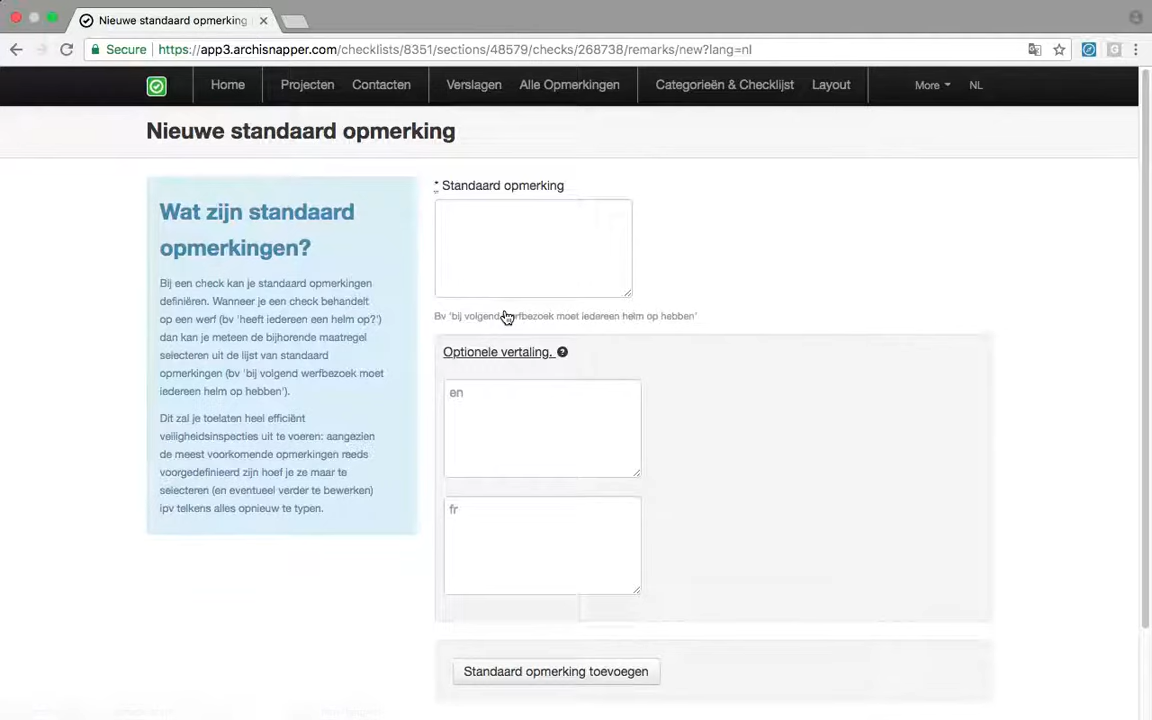 Nieuwe standaard opmerking
Secure
https://app3.archisnapper.com/checklists/8351/sections/48579/checks/268738/remarks/new?lang=nl
Home Projecten Contacten Verslagen Alle Opmerkingen Categorieën & Checklijst Layout More NL
Nieuwe standaard opmerking
Wat zijn standaard
opmerkingen?
Bij een check kan je standaard opmerkingen
definiëren. Wanneer je een check behandelt
op een werf (bv 'heeft iedereen een helm op?')
dan kan je meteen de bijhorende maatregel
selecteren uit de lijst van standaard
opmerkingen (bv 'bij volgend werfbezoek moet
iedereen helm op hebben').
Dit zal je toelaten heel efficiënt
veiligheidsinspecties uit te voeren: aangezien
de meest voorkomende opmerkingen reeds
voorgedefinieerd zijn hoef je ze maar te
selecteren (en eventueel verder te bewerken)
ipv telkens alles opnieuw te typen.
* Standaard opmerking
Bv 'bij volgend werfbezoek moet iedereen helm op hebben'
Optionele vertaling. ?
en
fr
Standaard opmerking toevoegen